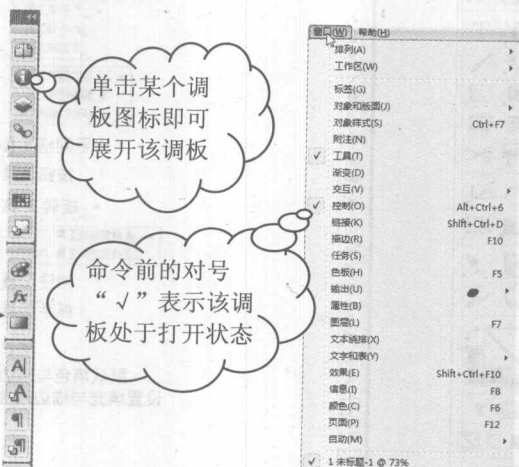 单击某个调
板图标即可
展开该调板
命令前的对号
“√”表示该调
板处于打开状态
fx
A
A
窗口(W) 帮助(H)
排列(A)
工作区(W)
标签(G)
对象和版面(J)
对象样式(S) Ctrl+F7
附注(N)
√ 工具(T)
渐变(D)
交互(V)
√ 控制(O) Alt+Ctrl+6
链接(K) Shift+Ctrl+D
描边(R) F10
任务(S)
色板(H) F5
输出(U)
属性(B)
图层(L) F7
文本绕排(X)
文字和表(Y)
效果(E) Shift+Ctrl+F10
信息(I) F8
颜色(C) F6
页面(P) F12
自动(M)
√ 1 未标题-1 @ 73%